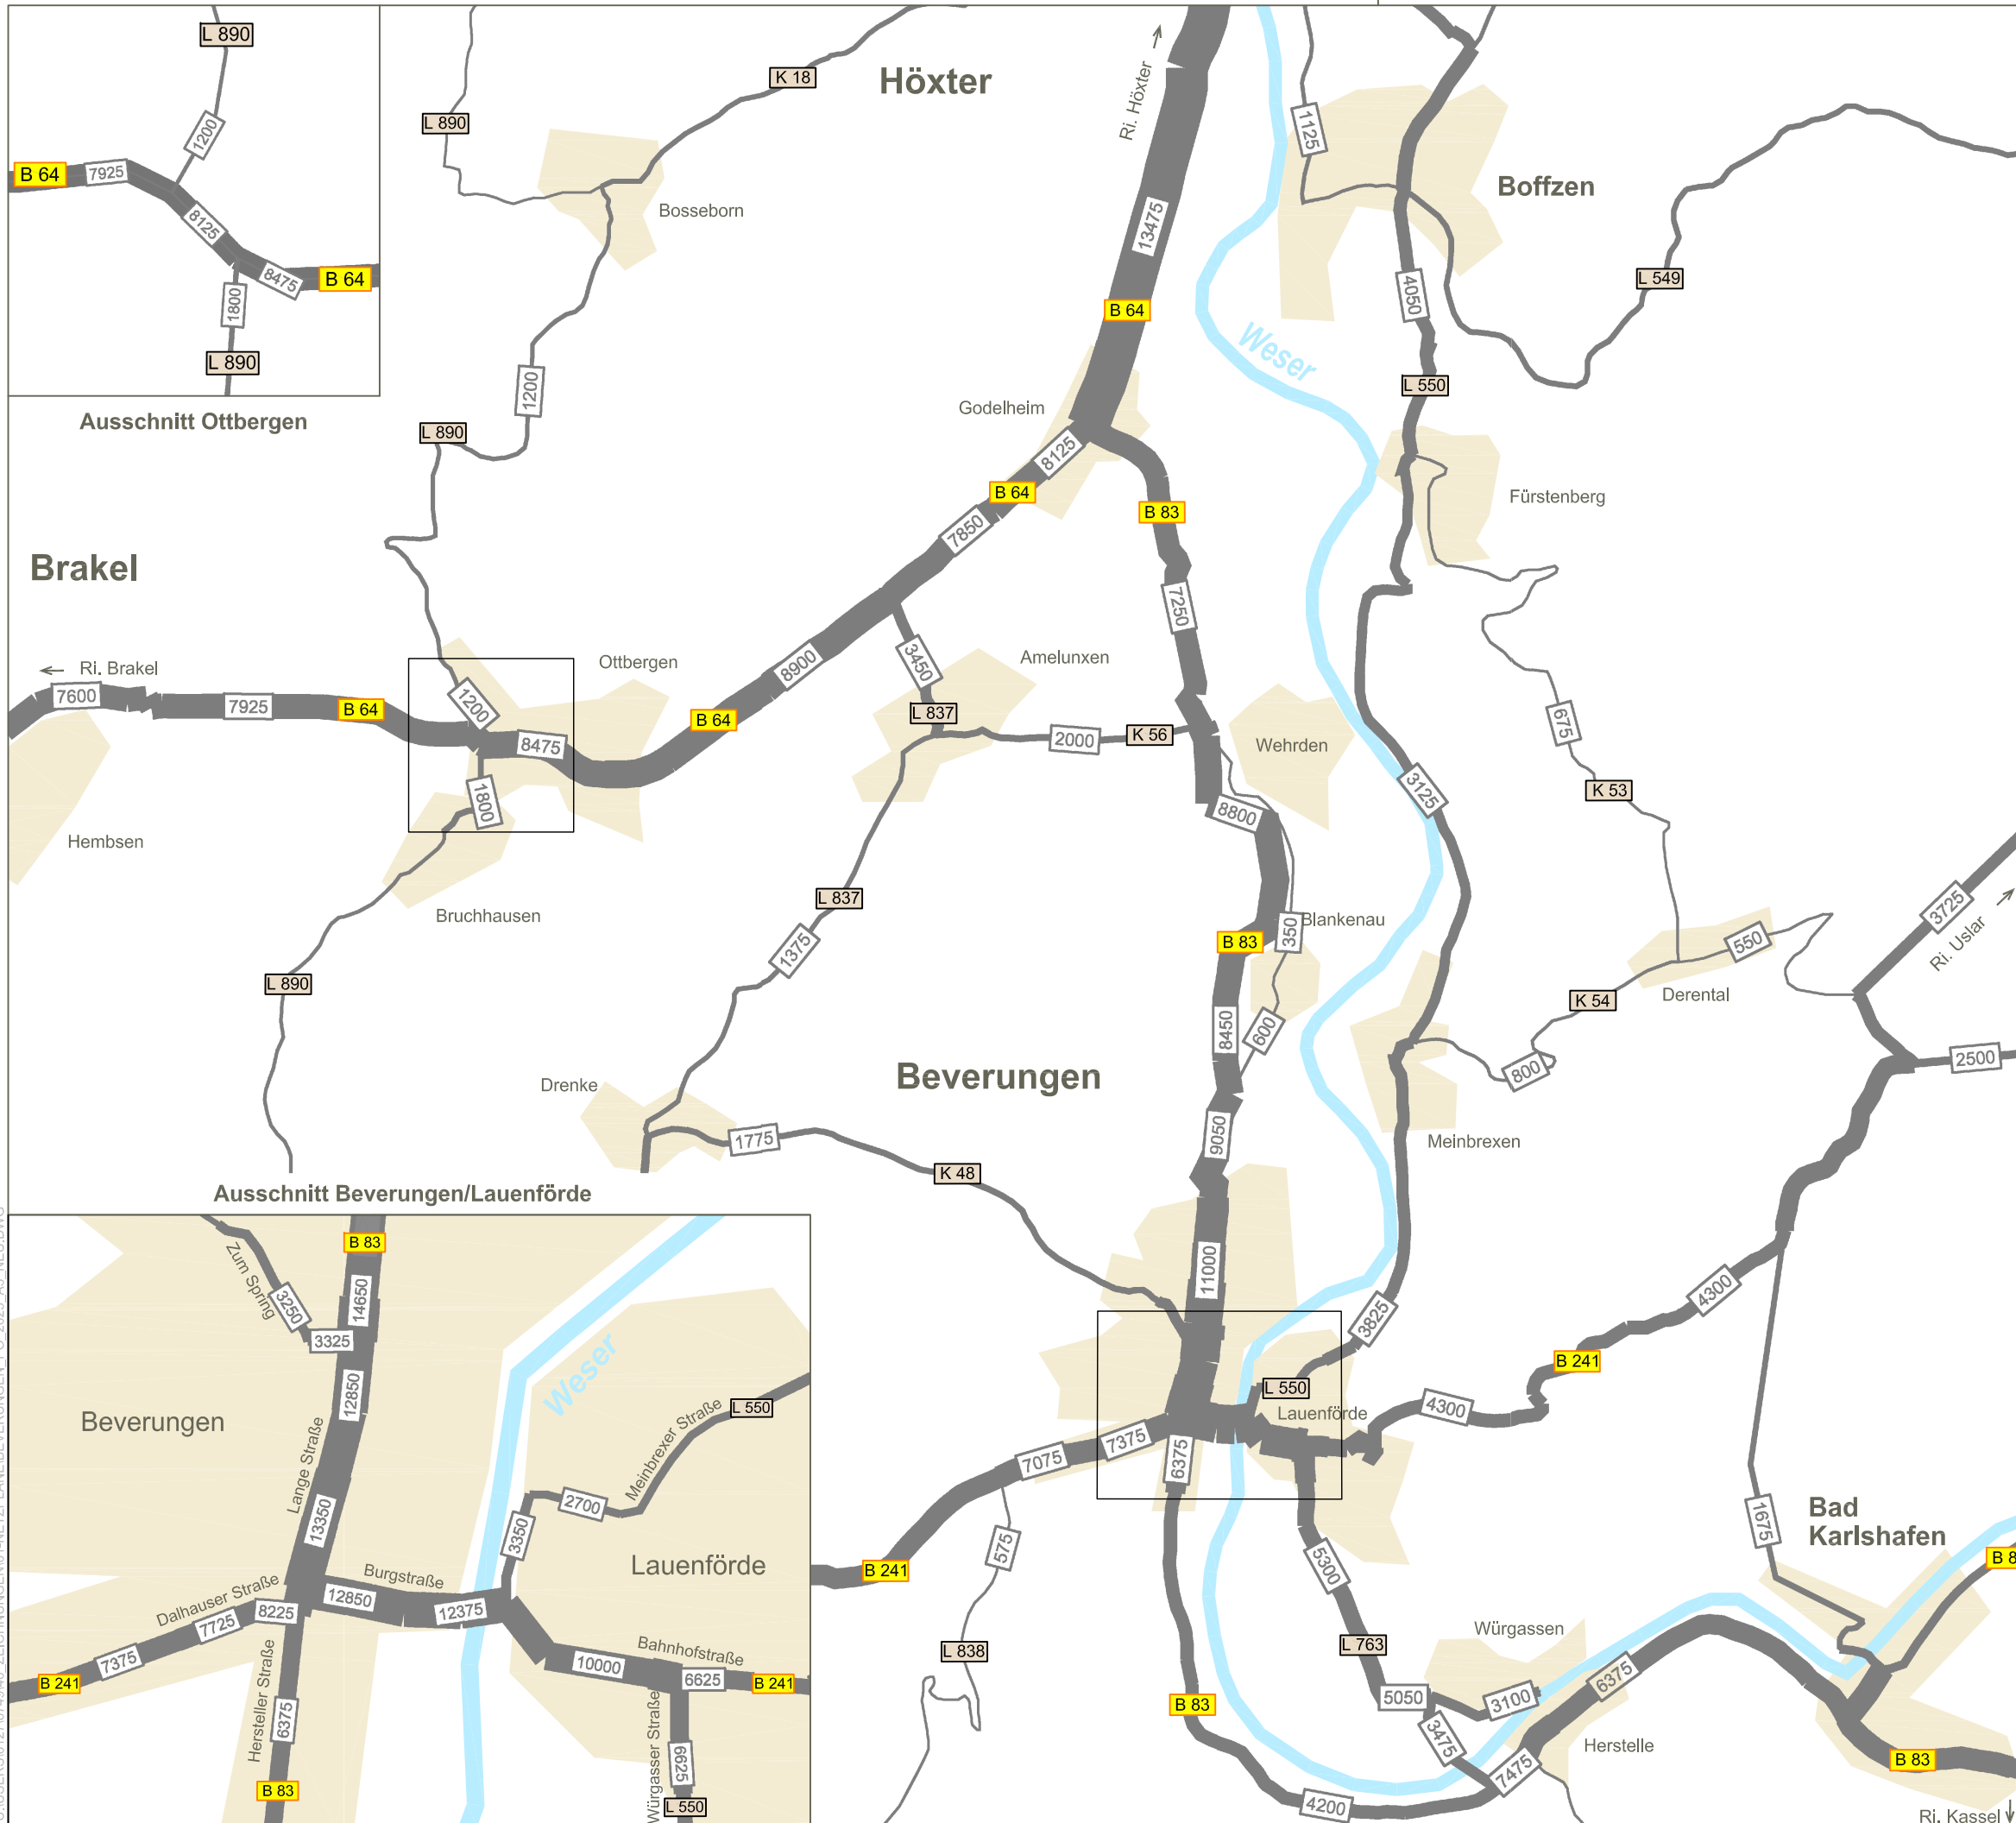 L 890
1200
B 64
7925
8125
8475
B 64
1800
L 890
Ausschnitt Ottbergen
L 890
K 18
Höxter
Ri. Höxter
Bosseborn
1125
Boffzen
13475
B 64
4050
L 549
Weser
L 550
1200
L 890
Godelheim
8125
B 64
7850
B 83
Fürstenberg
Brakel
7250
Ri. Brakel
7600
7925
B 64
1200
Ottbergen
8475
1800
8900
B 64
3450
L 837
Amelunxen
2000
K 56
Wehrden
675
K 53
3125
8800
Hembsen
Bruchhausen
L 837
1375
L 890
350
Blankenau
B 83
8450
600
3725
Ri. Uslar
550
Derental
K 54
800
2500
Drenke
Beverungen
9050
Meinbrexen
1775
K 48
11000
3825
4300
B 241
L 550
Lauenförde
4300
7375
7075
6375
575
B 241
5300
1675
Bad
Karlshafen
B 8
L 838
L 763
Würgassen
6375
5050
3100
3475
Herstelle
7475
B 83
4200
B 83
Ri. Kassel
Ausschnitt Beverungen/Lauenförde
B 83
Zum Spring
3250
14650
3325
12850
Weser
Beverungen
Lange Straße
13350
L 550
Meinbrexer Straße
2700
3350
Lauenförde
Burgstraße
12850
12375
Dalhauser Straße
8225
7725
7375
B 241
Hersteller Straße
6375
B 83
Bahnhofstraße
10000
6625
B 241
Würgasser Straße
6625
L 550